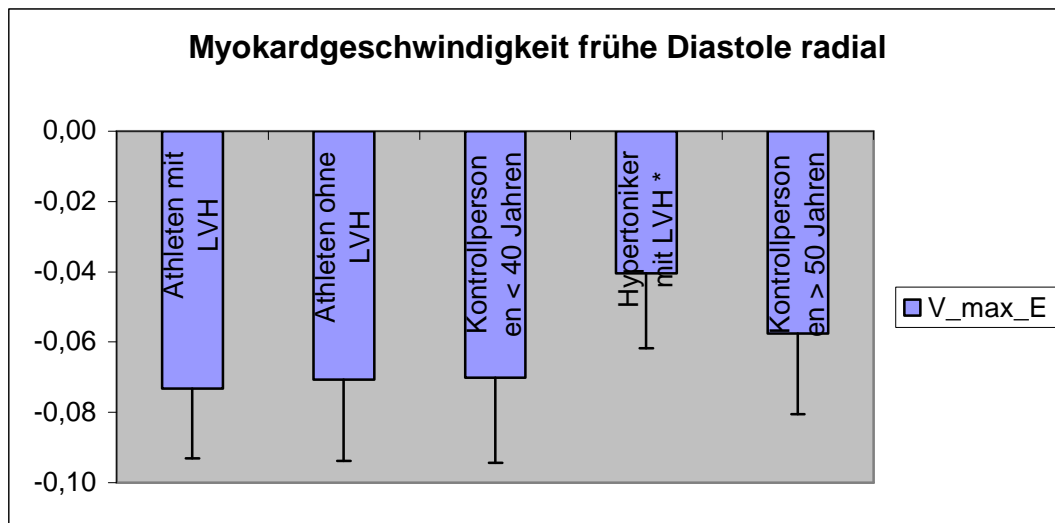 Myokardgeschwindigkeit frühe Diastole radial
0,00
-0,02
-0,04
-0,06
-0,08
-0,10
Athleten mit
LVH
Athleten ohne
LVH
Kontrollperson
en < 40 Jahren
Hypertoniker
mit LVH *
Kontrollperson
en > 50 Jahren
V_max_E